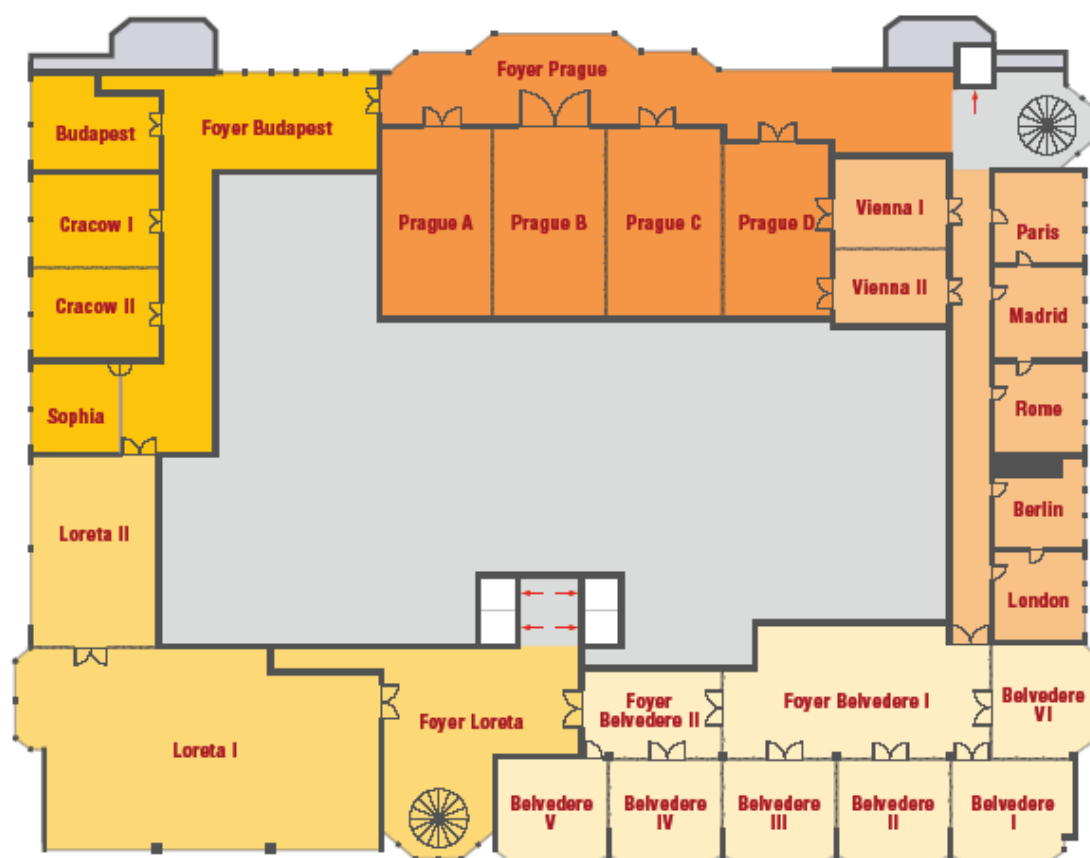 Foyer Prague
Budapest
Foyer Budapest
Prague A
Prague B
Prague C
Prague D
Vienna I
Paris
Cracow I
Vienna II
Cracow II
Madrid
Sophia
Rome
Loreta II
Berlin
London
Foyer
Belvedere II
Foyer Belvedere I
Belvedere
VI
Foyer Loreta
Loreta I
Belvedere
V
Belvedere
IV
Belvedere
III
Belvedere
II
Belvedere
I